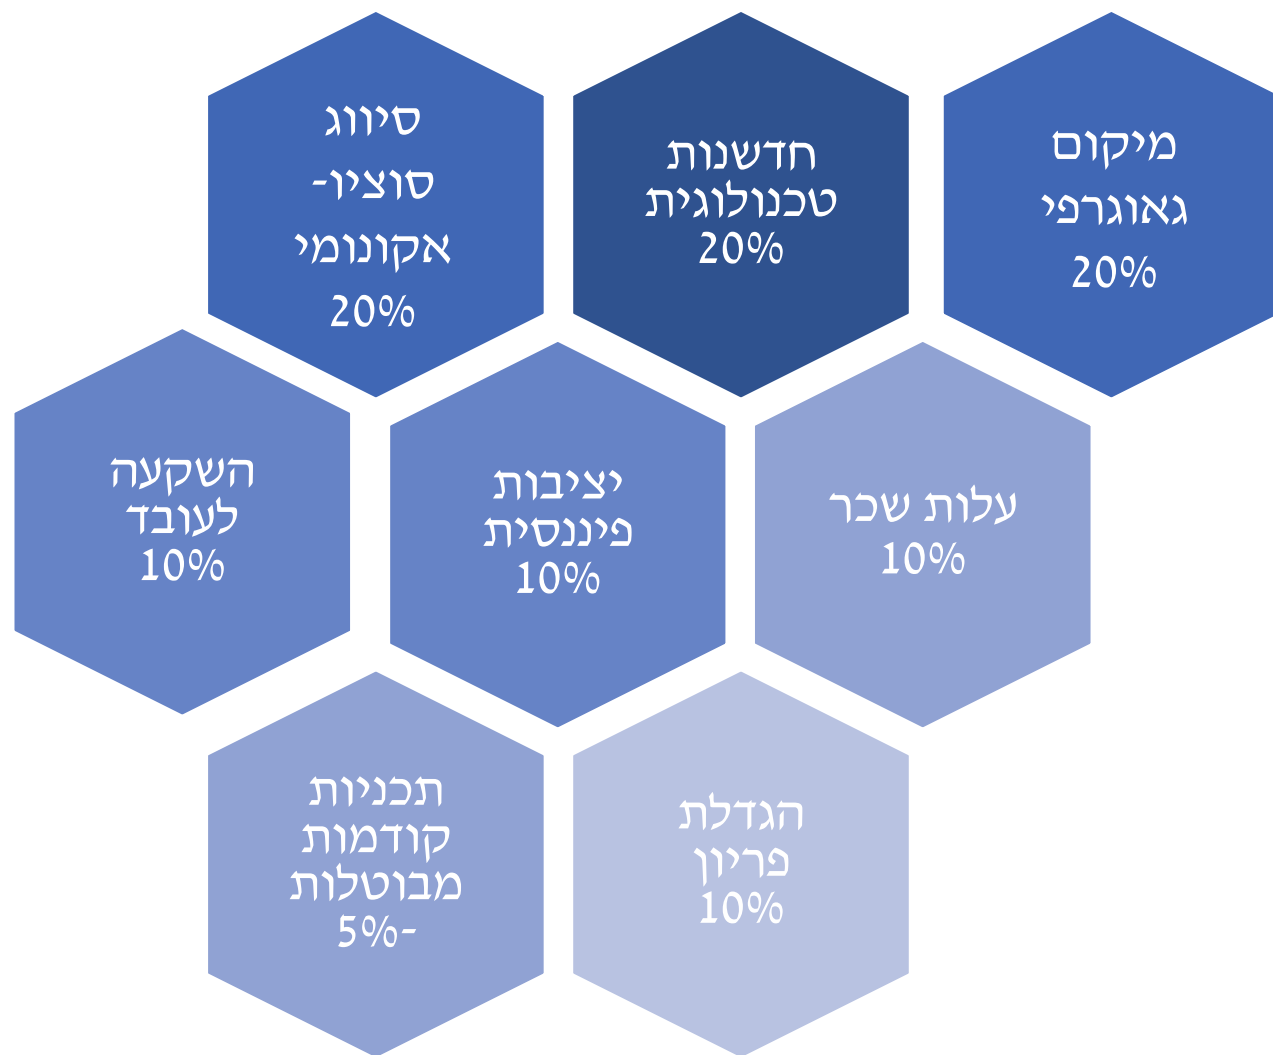 מיקום
גאוגרפי
20%
חדשנות
טכנולוגית
20%
סיווג
סוציו-
אקונומי
20%
עלות שכר
10%
יציבות
פיננסית
10%
השקעה
לעובד
10%
הגדלת
פריון
10%
תכניות
קודמות
מבוטלות
5%-